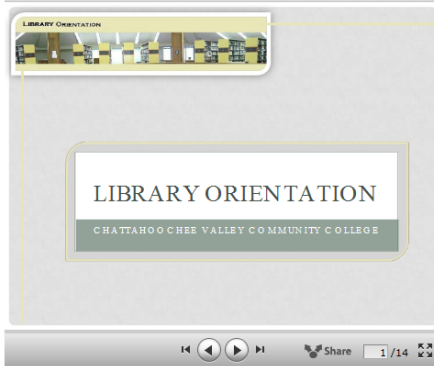 LIBRARY ORIENTATION
LIBRARY ORIENTATION
CHATTAHOOCHEE VALLEY COMMUNITY COLLEGE
Share 1 /14